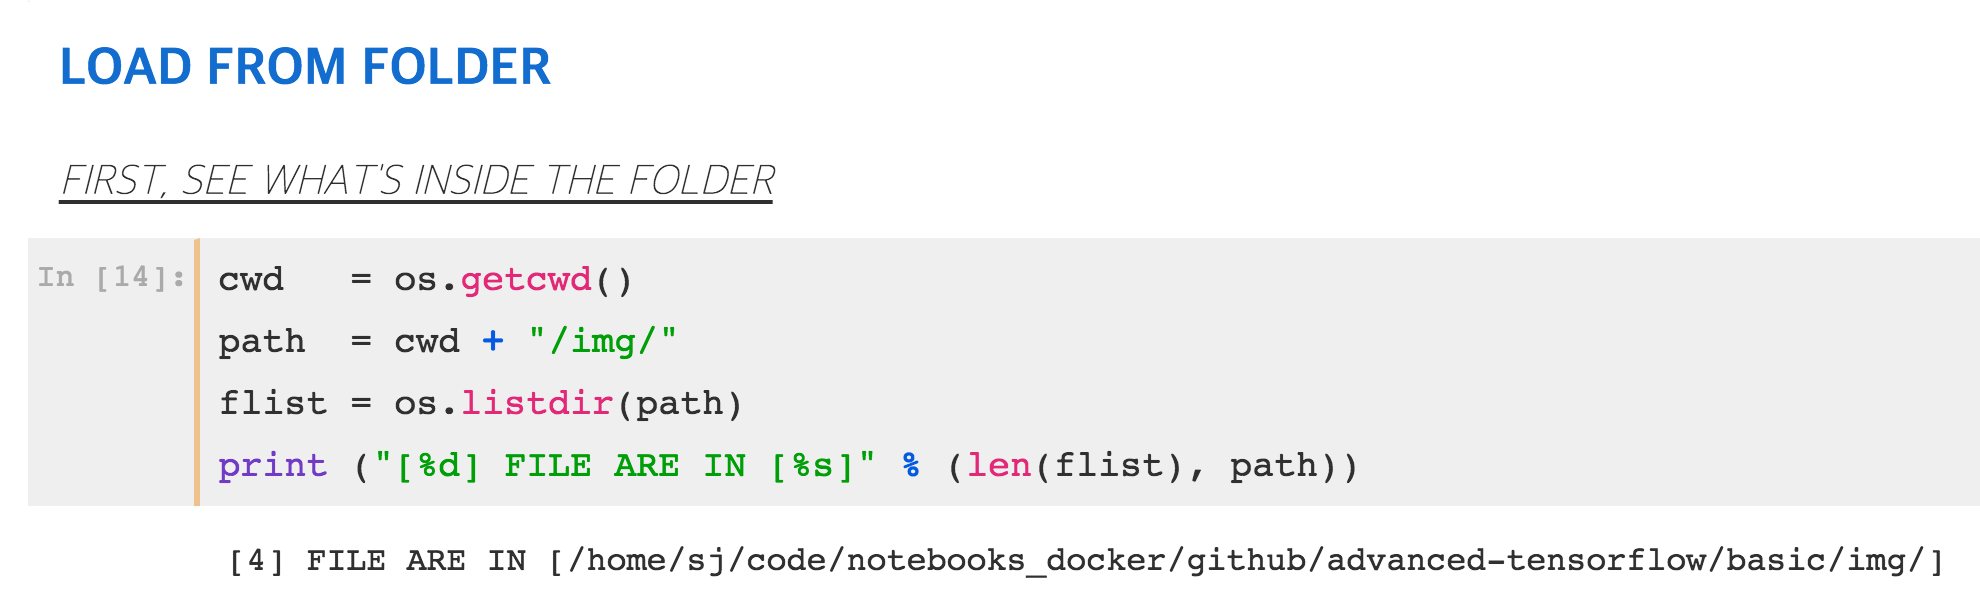 LOAD FROM FOLDER
FIRST, SEE WHAT'S INSIDE THE FOLDER
In [14]:
cwd   = os.getcwd()
path  = cwd + "/img/"
flist = os.listdir(path)
print ("[%d] FILE ARE IN [%s]" % (len(flist), path))
[4] FILE ARE IN [/home/sj/code/notebooks_docker/github/advanced-tensorflow/basic/img/]